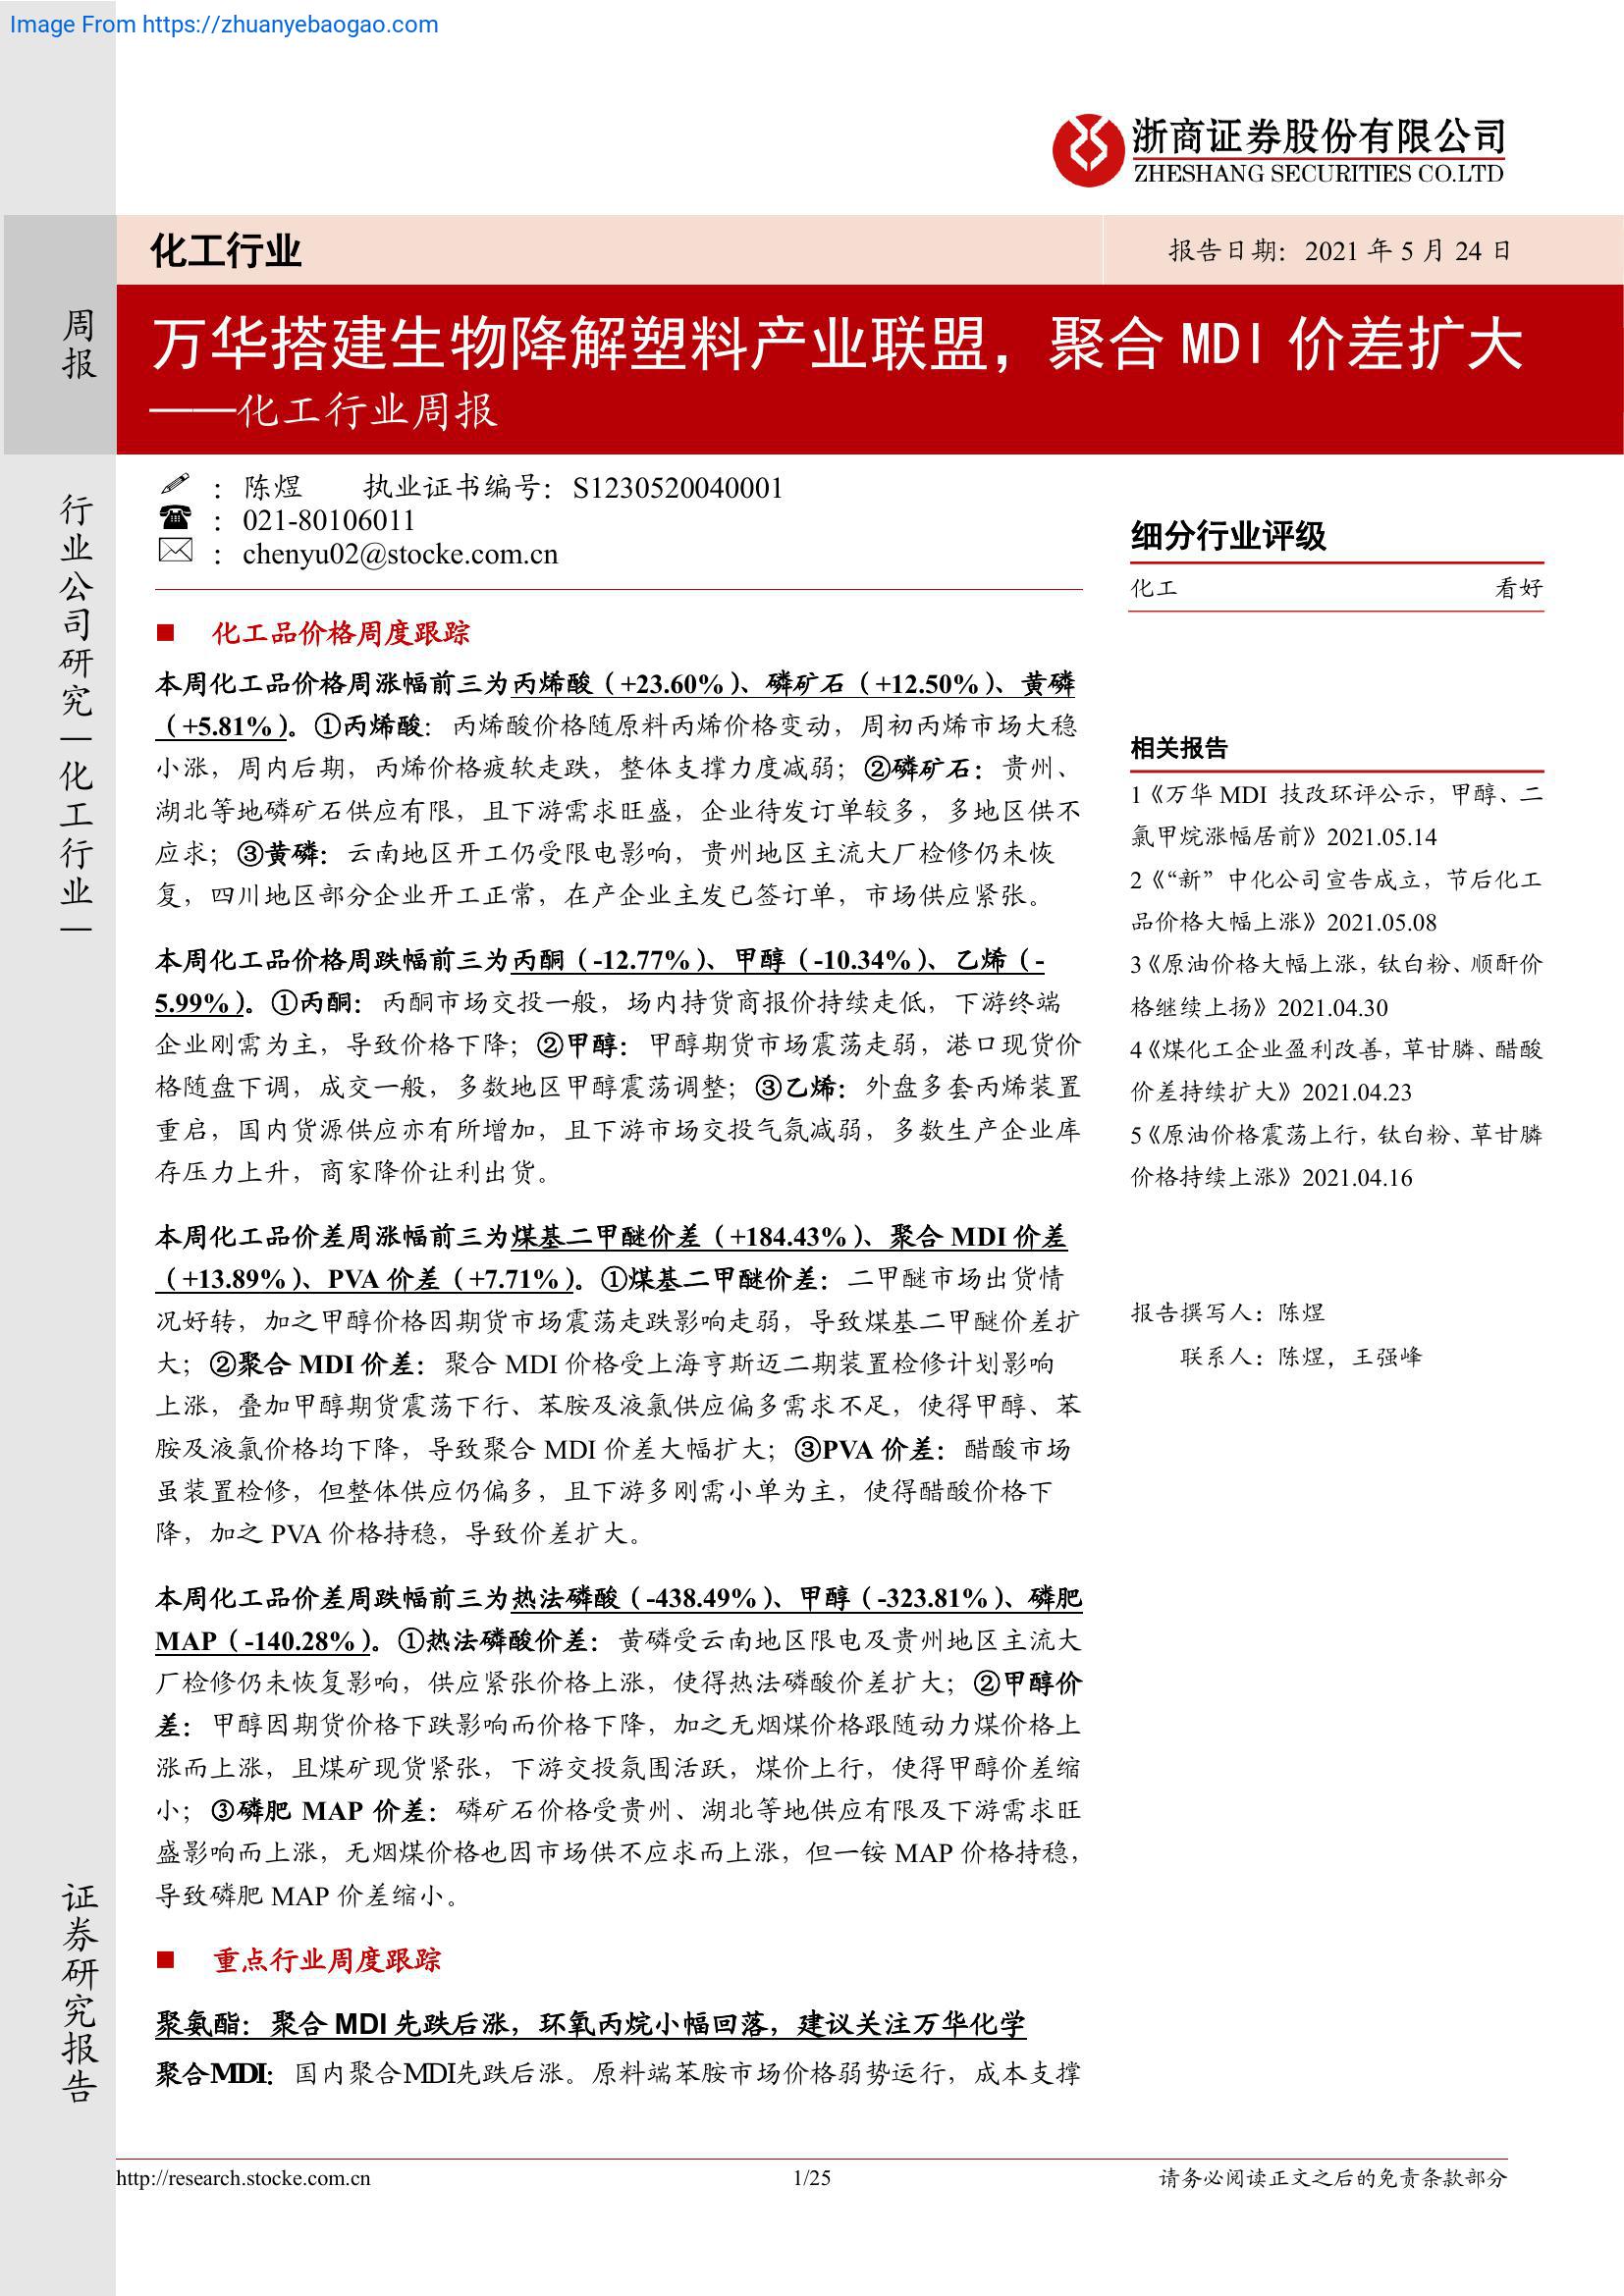 Image From https://zhuanyebaogao.com
浙商证券股份有限公司
ZHESHANG SECURITIES CO.LTD
化工行业
报告日期：2021 年 5 月 24 日
周报
万华搭建生物降解塑料产业联盟，聚合 MDI 价差扩大
——化工行业周报
行业公司研究｜化工行业｜
证券研究报告
： 陈煜 执业证书编号：S1230520040001
： 021-80106011
： chenyu02@stocke.com.cn
■ 化工品价格周度跟踪
本周化工品价格周涨幅前三为丙烯酸（+23.60%）、磷矿石（+12.50%）、黄磷
（+5.81%）。①丙烯酸：丙烯酸价格随原料丙烯价格变动，周初丙烯市场大稳
小涨，周内后期，丙烯价格疲软走跌，整体支撑力度减弱；②磷矿石：贵州、
湖北等地磷矿石供应有限，且下游需求旺盛，企业待发订单较多，多地区供不
应求；③黄磷：云南地区开工仍受限电影响，贵州地区主流大厂检修仍未恢
复，四川地区部分企业开工正常，在产企业主发已签订单，市场供应紧张。
本周化工品价格周跌幅前三为丙酮（-12.77%）、甲醇（-10.34%）、乙烯（-
5.99%）。①丙酮：丙酮市场交投一般，场内持货商报价持续走低，下游终端
企业刚需为主，导致价格下降；②甲醇：甲醇期货市场震荡走弱，港口现货价
格随盘下调，成交一般，多数地区甲醇震荡调整；③乙烯：外盘多套丙烯装置
重启，国内货源供应亦有所增加，且下游市场交投气氛减弱，多数生产企业库
存压力上升，商家降价让利出货。
本周化工品价差周涨幅前三为煤基二甲醚价差（+184.43%）、聚合 MDI 价差
（+13.89%）、PVA 价差（+7.71%）。①煤基二甲醚价差：二甲醚市场出货情
况好转，加之甲醇价格因期货市场震荡走跌影响走弱，导致煤基二甲醚价差扩
大；②聚合 MDI 价差：聚合 MDI 价格受上海亨斯迈二期装置检修计划影响
上涨，叠加甲醇期货震荡下行、苯胺及液氯供应偏多需求不足，使得甲醇、苯
胺及液氯价格均下降，导致聚合 MDI 价差大幅扩大；③PVA 价差：醋酸市场
虽装置检修，但整体供应仍偏多，且下游多刚需小单为主，使得醋酸价格下
降，加之 PVA 价格持稳，导致价差扩大。
本周化工品价差周跌幅前三为热法磷酸（-438.49%）、甲醇（-323.81%）、磷肥
MAP（-140.28%）。①热法磷酸价差：黄磷受云南地区限电及贵州地区主流大
厂检修仍未恢复影响，供应紧张价格上涨，使得热法磷酸价差扩大；②甲醇价
差：甲醇因期货价格下跌影响而价格下降，加之无烟煤价格跟随动力煤价格上
涨而上涨，且煤矿现货紧张，下游交投氛围活跃，煤价上行，使得甲醇价差缩
小；③磷肥 MAP 价差：磷矿石价格受贵州、湖北等地供应有限及下游需求旺
盛影响而上涨，无烟煤价格也因市场供不应求而上涨，但一铵 MAP 价格持稳，
导致磷肥 MAP 价差缩小。
■ 重点行业周度跟踪
聚氨酯：聚合 MDI 先跌后涨，环氧丙烷小幅回落，建议关注万华化学
聚合MDI：国内聚合MDI先跌后涨。原料端苯胺市场价格弱势运行，成本支撑
细分行业评级
化工 看好
相关报告
1《万华 MDI 技改环评公示，甲醇、二
氯甲烷涨幅居前》2021.05.14
2《“新”中化公司宣告成立，节后化工
品价格大幅上涨》2021.05.08
3《原油价格大幅上涨，钛白粉、顺酐价
格继续上扬》2021.04.30
4《煤化工企业盈利改善，草甘膦、醋酸
价差持续扩大》2021.04.23
5《原油价格震荡上行，钛白粉、草甘膦
价格持续上涨》2021.04.16
报告撰写人：陈煜
联系人：陈煜，王强峰
http://research.stocke.com.cn
1/25
请务必阅读正文之后的免责条款部分